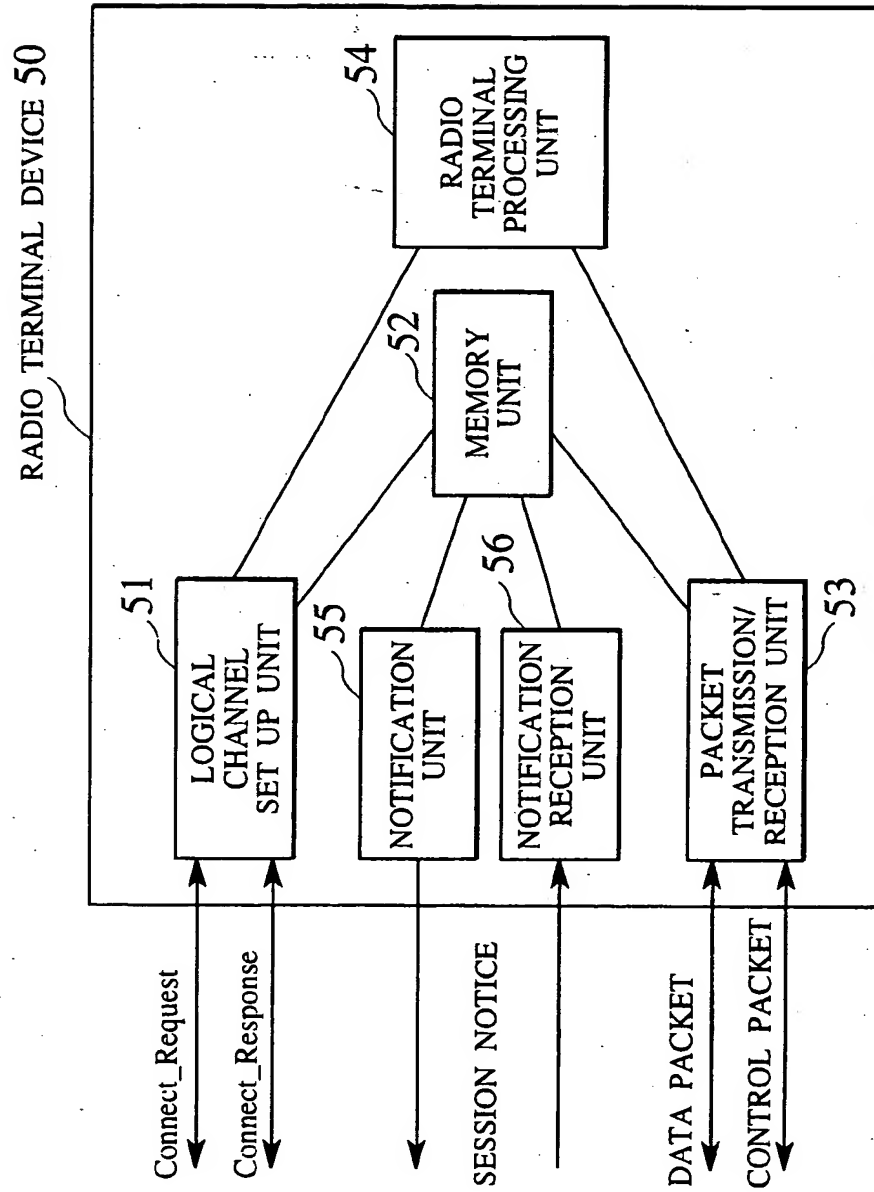 RADIO TERMINAL DEVICE 50
Connect_Request
Connect_Response
SESSION NOTICE
DATA PACKET
CONTROL PACKET
51
LOGICAL
CHANNEL
SET UP UNIT
55
NOTIFICATION
UNIT
56
NOTIFICATION
RECEPTION
UNIT
53
PACKET
TRANSMISSION/
RECEPTION UNIT
52
MEMORY
UNIT
54
RADIO
TERMINAL
PROCESSING
UNIT